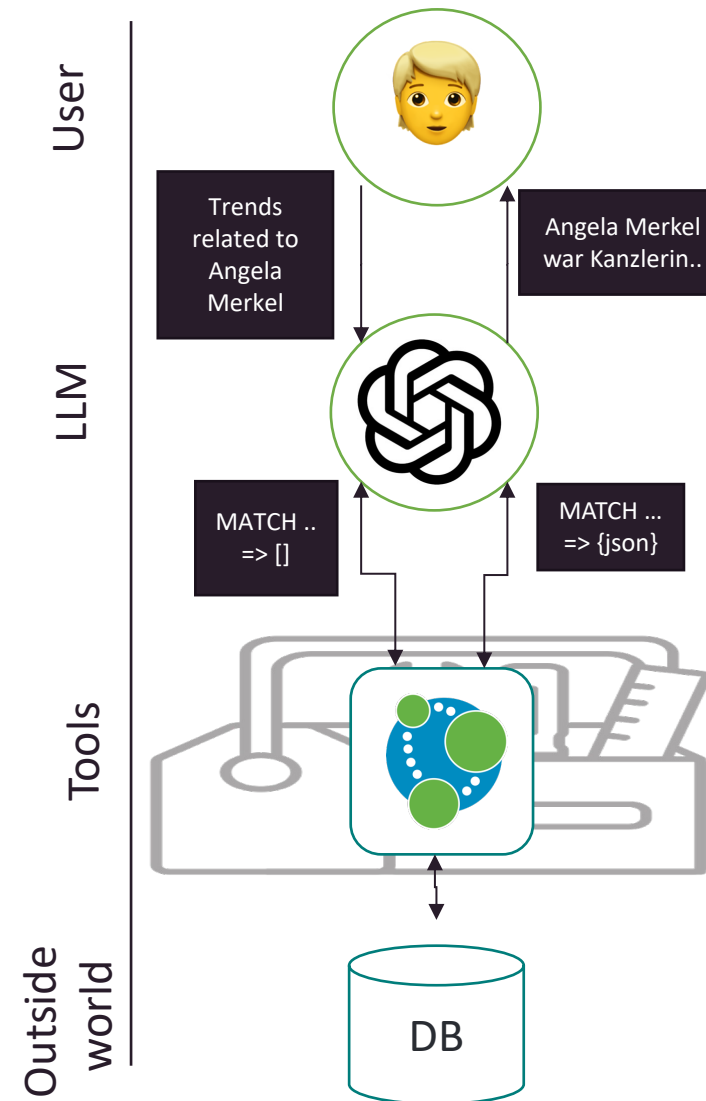 User
Trends
related to
Angela
Merkel
Angela Merkel
war Kanzlerin..
LLM
MATCH ..
=> []
MATCH ...
=> {json}
Tools
Outside
world
DB